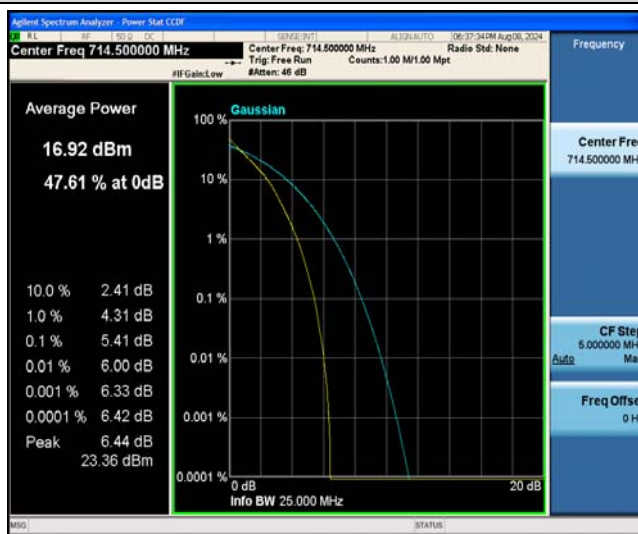 Agilent Spectrum Analyzer - Power Stat CCDF
RL RF 50 Ω DC SENSE:INT ALIGN AUTO 06:37:34 PM Aug 08, 2024
Center Freq 714.500000 MHz
Center Freq: 714.500000 MHz Radio Std: None
Trig: Free Run Counts:1.00 M/1.00 Mpt
#IFGain:Low #Atten: 46 dB
Frequency
Average Power
16.92 dBm
47.61 % at 0dB
10.0 % 2.41 dB
1.0 % 4.31 dB
0.1 % 5.41 dB
0.01 % 6.00 dB
0.001 % 6.33 dB
0.0001 % 6.42 dB
Peak 6.44 dB
23.36 dBm
Gaussian
100 %
10 %
1 %
0.1 %
0.01 %
0.001 %
0.0001 %
0 dB 20 dB
Info BW 25.000 MHz
Center Fre
714.500000 MH
CF Ste
5.000000 MH
Auto Ma
Freq Offse
0 H
MSG STATUS